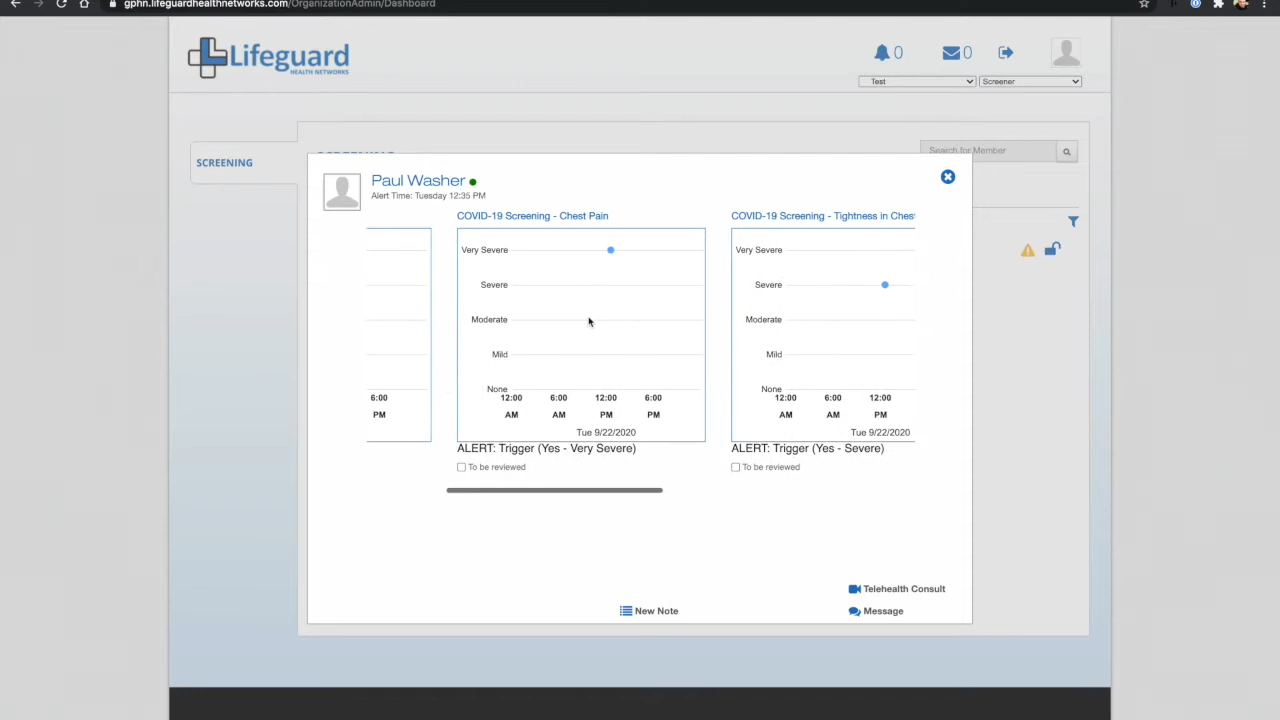 gphn.lifeguardhealthnetworks.com/OrganizationAdmin/Dashboard
Lifeguard
HEALTH NETWORKS
0
0
Test
Screener
SCREENING
SCREENING
Search for Member
Paul Washer
Alert Time: Tuesday 12:35 PM
6:00
PM
COVID-19 Screening - Chest Pain
Very Severe
Severe
Moderate
Mild
None
12:00 6:00 12:00 6:00
AM AM PM PM
Tue 9/22/2020
ALERT: Trigger (Yes - Very Severe)
To be reviewed
COVID-19 Screening - Tightness in Ches
Very Severe
Severe
Moderate
Mild
None
12:00 6:00 12:00
AM AM PM
Tue 9/22/2020
ALERT: Trigger (Yes - Severe)
To be reviewed
Telehealth Consult
New Note
Message